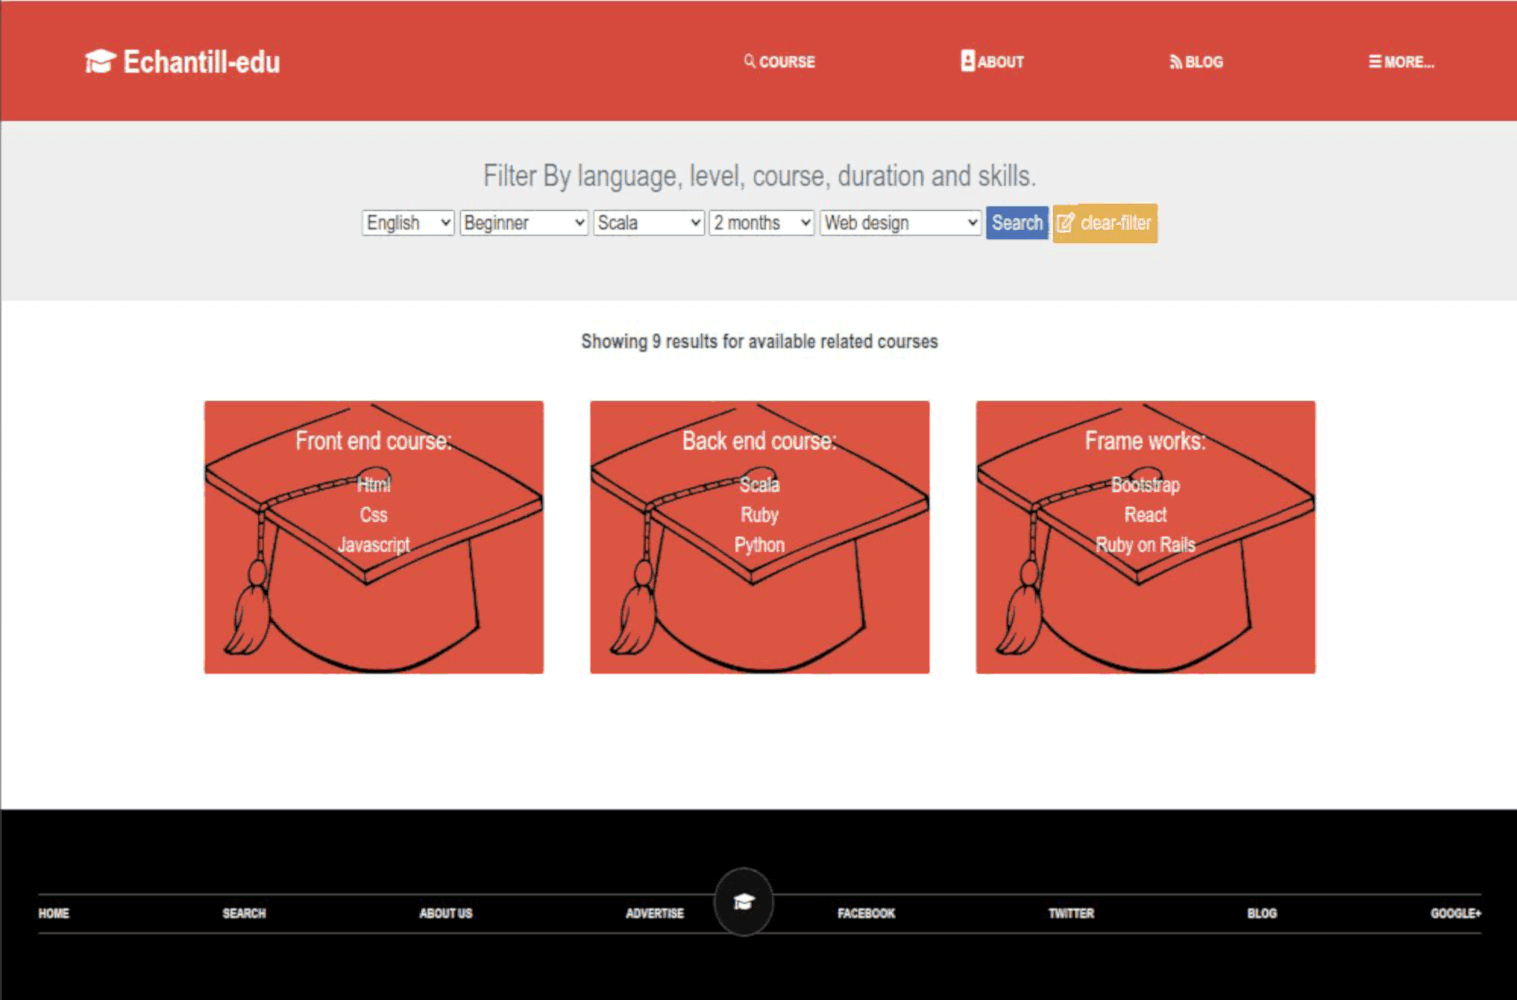 Echantill-edu
COURSE ABOUT BLOG MORE...
Filter By language, level, course, duration and skills.
English Beginner Scala 2 months Web design Search clear-filter
Showing 9 results for available related courses
Front end course:
Html
Css
Javascript
Back end course:
Scala
Ruby
Python
Frame works:
Bootstrap
React
Ruby on Rails
HOME SEARCH ABOUT US ADVERTISE FACEBOOK TWITTER BLOG GOOGLE+